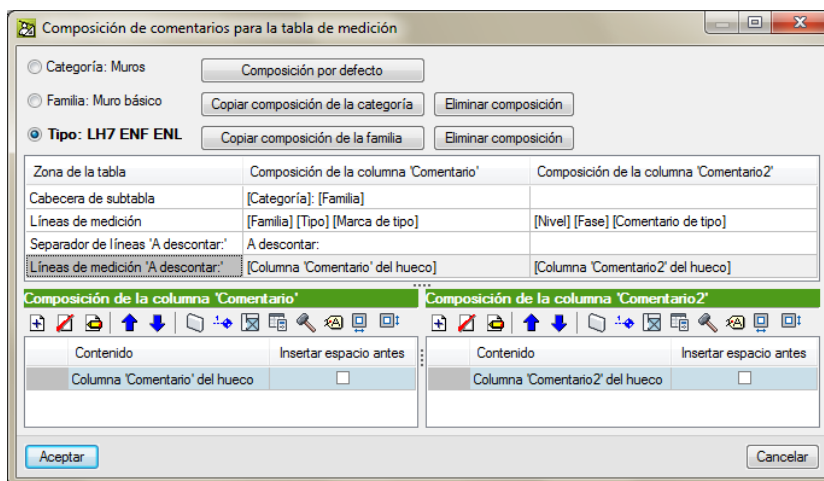 Composición de comentarios para la tabla de medición
Categoría: Muros Composición por defecto
Familia: Muro básico Copiar composición de la categoría Eliminar composición
Tipo: LH7 ENF ENL Copiar composición de la familia Eliminar composición
Zona de la tabla Composición de la columna 'Comentario' Composición de la columna 'Comentario2'
Cabecera de subtabla [Categoría]: [Familia]
Líneas de medición [Familia] [Tipo] [Marca de tipo] [Nivel] [Fase] [Comentario de tipo]
Separador de líneas 'A descontar:' A descontar:
Líneas de medición 'A descontar:' [Columna 'Comentario' del hueco] [Columna 'Comentario2' del hueco]
Composición de la columna 'Comentario' Composición de la columna 'Comentario2'
Contenido Insertar espacio antes Contenido Insertar espacio antes
Columna 'Comentario' del hueco Columna 'Comentario2' del hueco
Aceptar Cancelar